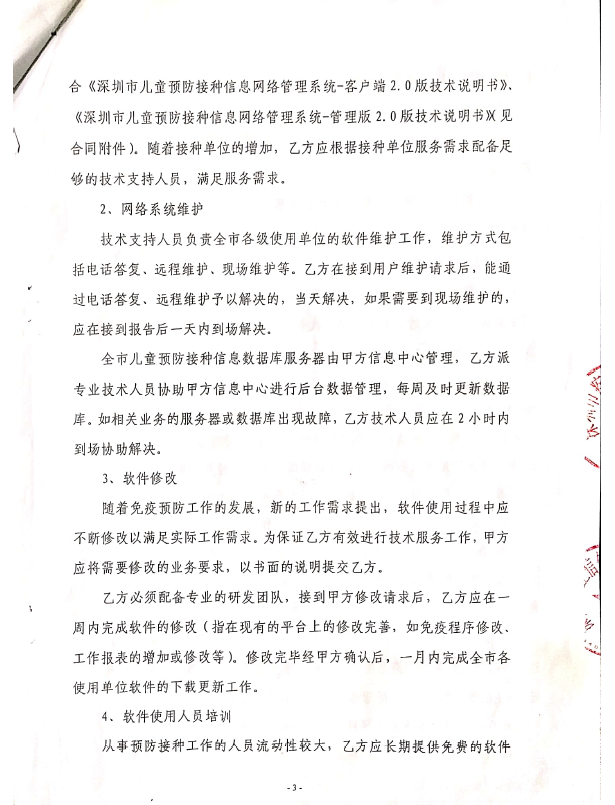 合《深圳市儿童预防接种信息网络管理系统-客户端 2.0 版技术说明书》、
《深圳市儿童预防接种信息网络管理系统-管理版 2.0 版技术说明书》（见
合同附件）。随着接种单位的增加，乙方应根据接种单位服务需求配备足
够的技术支持人员，满足服务需求。
2、网络系统维护
技术支持人员负责全市各级使用单位的软件维护工作，维护方式包
括电话答复、远程维护、现场维护等。乙方在接到用户维护请求后，能通
过电话答复、远程维护予以解决的，当天解决，如果需要到现场维护的，
应在接到报告后一天内到场解决。
全市儿童预防接种信息数据库服务器由甲方信息中心管理，乙方派
专业技术人员协助甲方信息中心进行后台数据管理，每周及时更新数据
库。如相关业务的服务器或数据库出现故障，乙方技术人员应在 2 小时内
到场协助解决。
3、软件修改
随着免疫预防工作的发展，新的工作需求提出，软件使用过程中应
不断修改以满足实际工作需求。为保证乙方有效进行技术服务工作，甲方
应将需要修改的业务要求，以书面的说明提交乙方。
乙方必须配备专业的研发团队，接到甲方修改请求后，乙方应在一
周内完成软件的修改（指在现有的平台上的修改完善，如免疫程序修改、
工作报表的增加或修改等）。修改完毕经甲方确认后，一月内完成全市各
使用单位软件的下载更新工作。
4、软件使用人员培训
从事预防接种工作的人员流动性较大，乙方应长期提供免费的软件
- 3 -